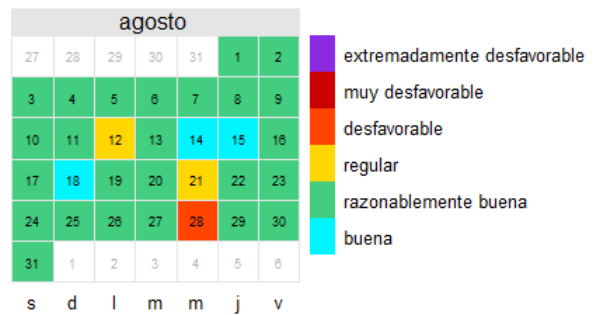 agosto
27 28 29 30 31 1 2
3 4 5 6 7 8 9
10 11 12 13 14 15 16
17 18 19 20 21 22 23
24 25 26 27 28 29 30
31 1 2 3 4 5 6
s d l m m j v
extremadamente desfavorable
muy desfavorable
desfavorable
regular
razonablemente buena
buena